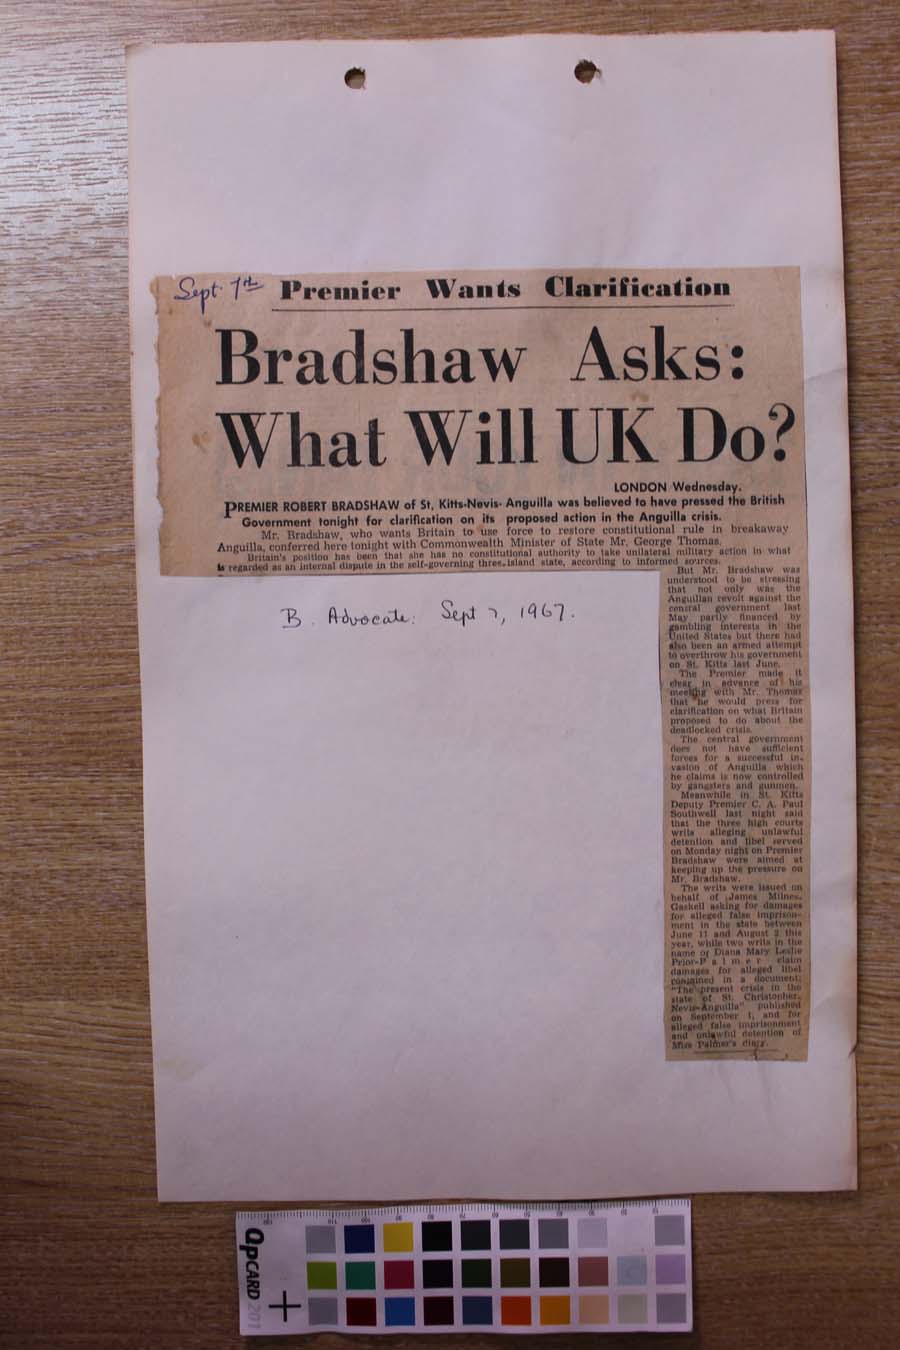 Sept. 7th
Premier Wants Clarification
Bradshaw Asks:
What Will UK Do?
LONDON Wednesday.
PREMIER ROBERT BRADSHAW of St, Kitts-Nevis- Anguilla was believed to have pressed the British
Government tonight for clarification on its proposed action in the Anguilla crisis.
Mr. Bradshaw, who wants Britain to use force to restore constitutional rule in breakaway
Anguilla, conferred here tonight with Commonwealth Minister of State Mr. George Thomas.
Britain's position has been that she has no constitutional authority to take unilateral military action in what
is regarded as an internal dispute in the self-governing three-island state, according to informed sources.
But Mr. Bradshaw was
understood to be stressing
that not only was the
Anguillan revolt against the
central government last
May partly financed by
gambling interests in the
United States but there had
also been an armed attempt
to overthrow his government
on St. Kitts last June.
The Premier made it
clear in advance of his
meeting with Mr. Thomas
that he would press for
clarification on what Britain
proposed to do about the
deadlocked crisis.
The central government
does not have sufficient
forces for a successful in-
vasion of Anguilla which
he claims is now controlled
by gangsters and gunmen.
Meanwhile in St. Kitts
Deputy Premier C. A. Paul
Southwell last night said
that the three high courts
writs alleging unlawful
detention and libel served
on Monday night on Premier
Bradshaw were aimed at
keeping up the pressure on
Mr. Bradshaw.
The writs were issued on
behalf of James Milnes-
Gaskell asking for damages
for alleged false imprison-
ment in the state between
June 11 and August 2 this
year, while two writs in the
name of Diana Mary Leslie
Prior-Palmer claim
damages for alleged libel
contained in a document:
"The present crisis in the
state of St. Christopher-
Nevis-Anguilla" published
on September 1, and for
alleged false imprisonment
and unlawful detention of
Miss Palmer's diary.
B. Advocate: Sept 7, 1967.
QPCARD 201